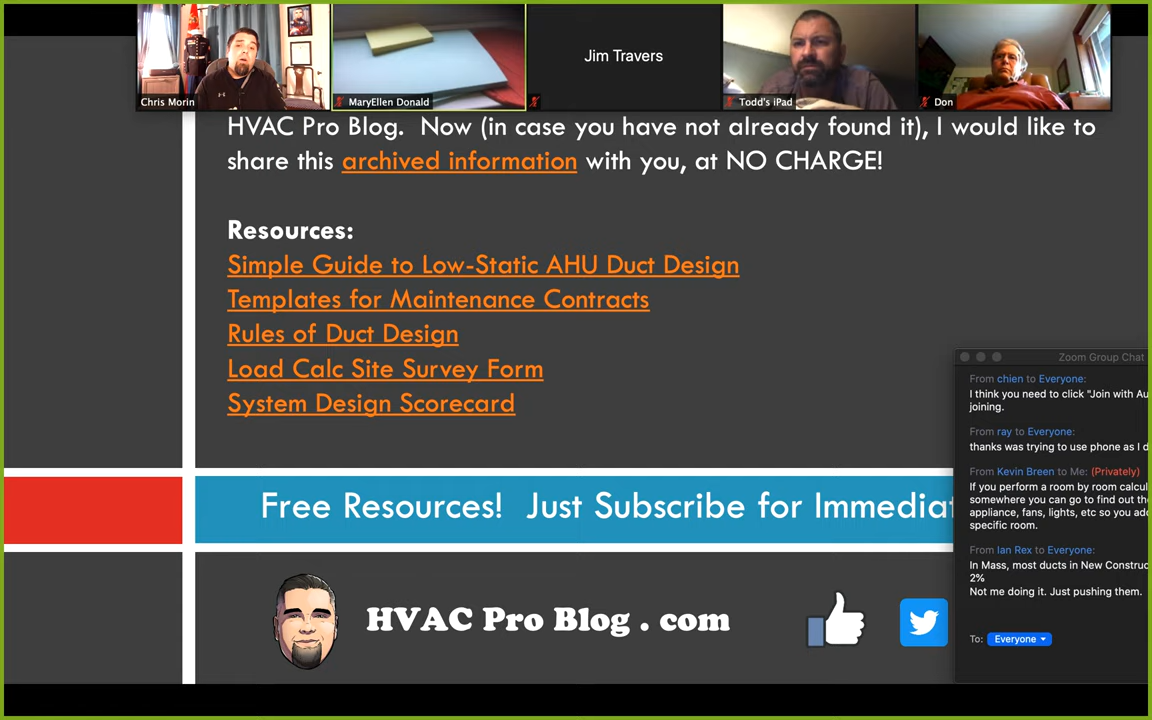 Chris Morin
MaryEllen Donald
Jim Travers
Todd's iPad
Don
HVAC Pro Blog. Now (in case you have not already found it), I would like to
share this archived information with you, at NO CHARGE!
Resources:
Simple Guide to Low-Static AHU Duct Design
Templates for Maintenance Contracts
Rules of Duct Design
Load Calc Site Survey Form
System Design Scorecard
Free Resources! Just Subscribe for Immediat
HVAC Pro Blog . com
Zoom Group Chat
From chien to Everyone:
I think you need to click "Join with Au
joining.
From ray to Everyone:
thanks was trying to use phone as I d
From Kevin Breen to Me: (Privately)
If you perform a room by room calcul
somewhere you can go to find out the
appliance, fans, lights, etc so you add
specific room.
From Ian Rex to Everyone:
In Mass, most ducts in New Construc
2%
Not me doing it. Just pushing them.
To: Everyone